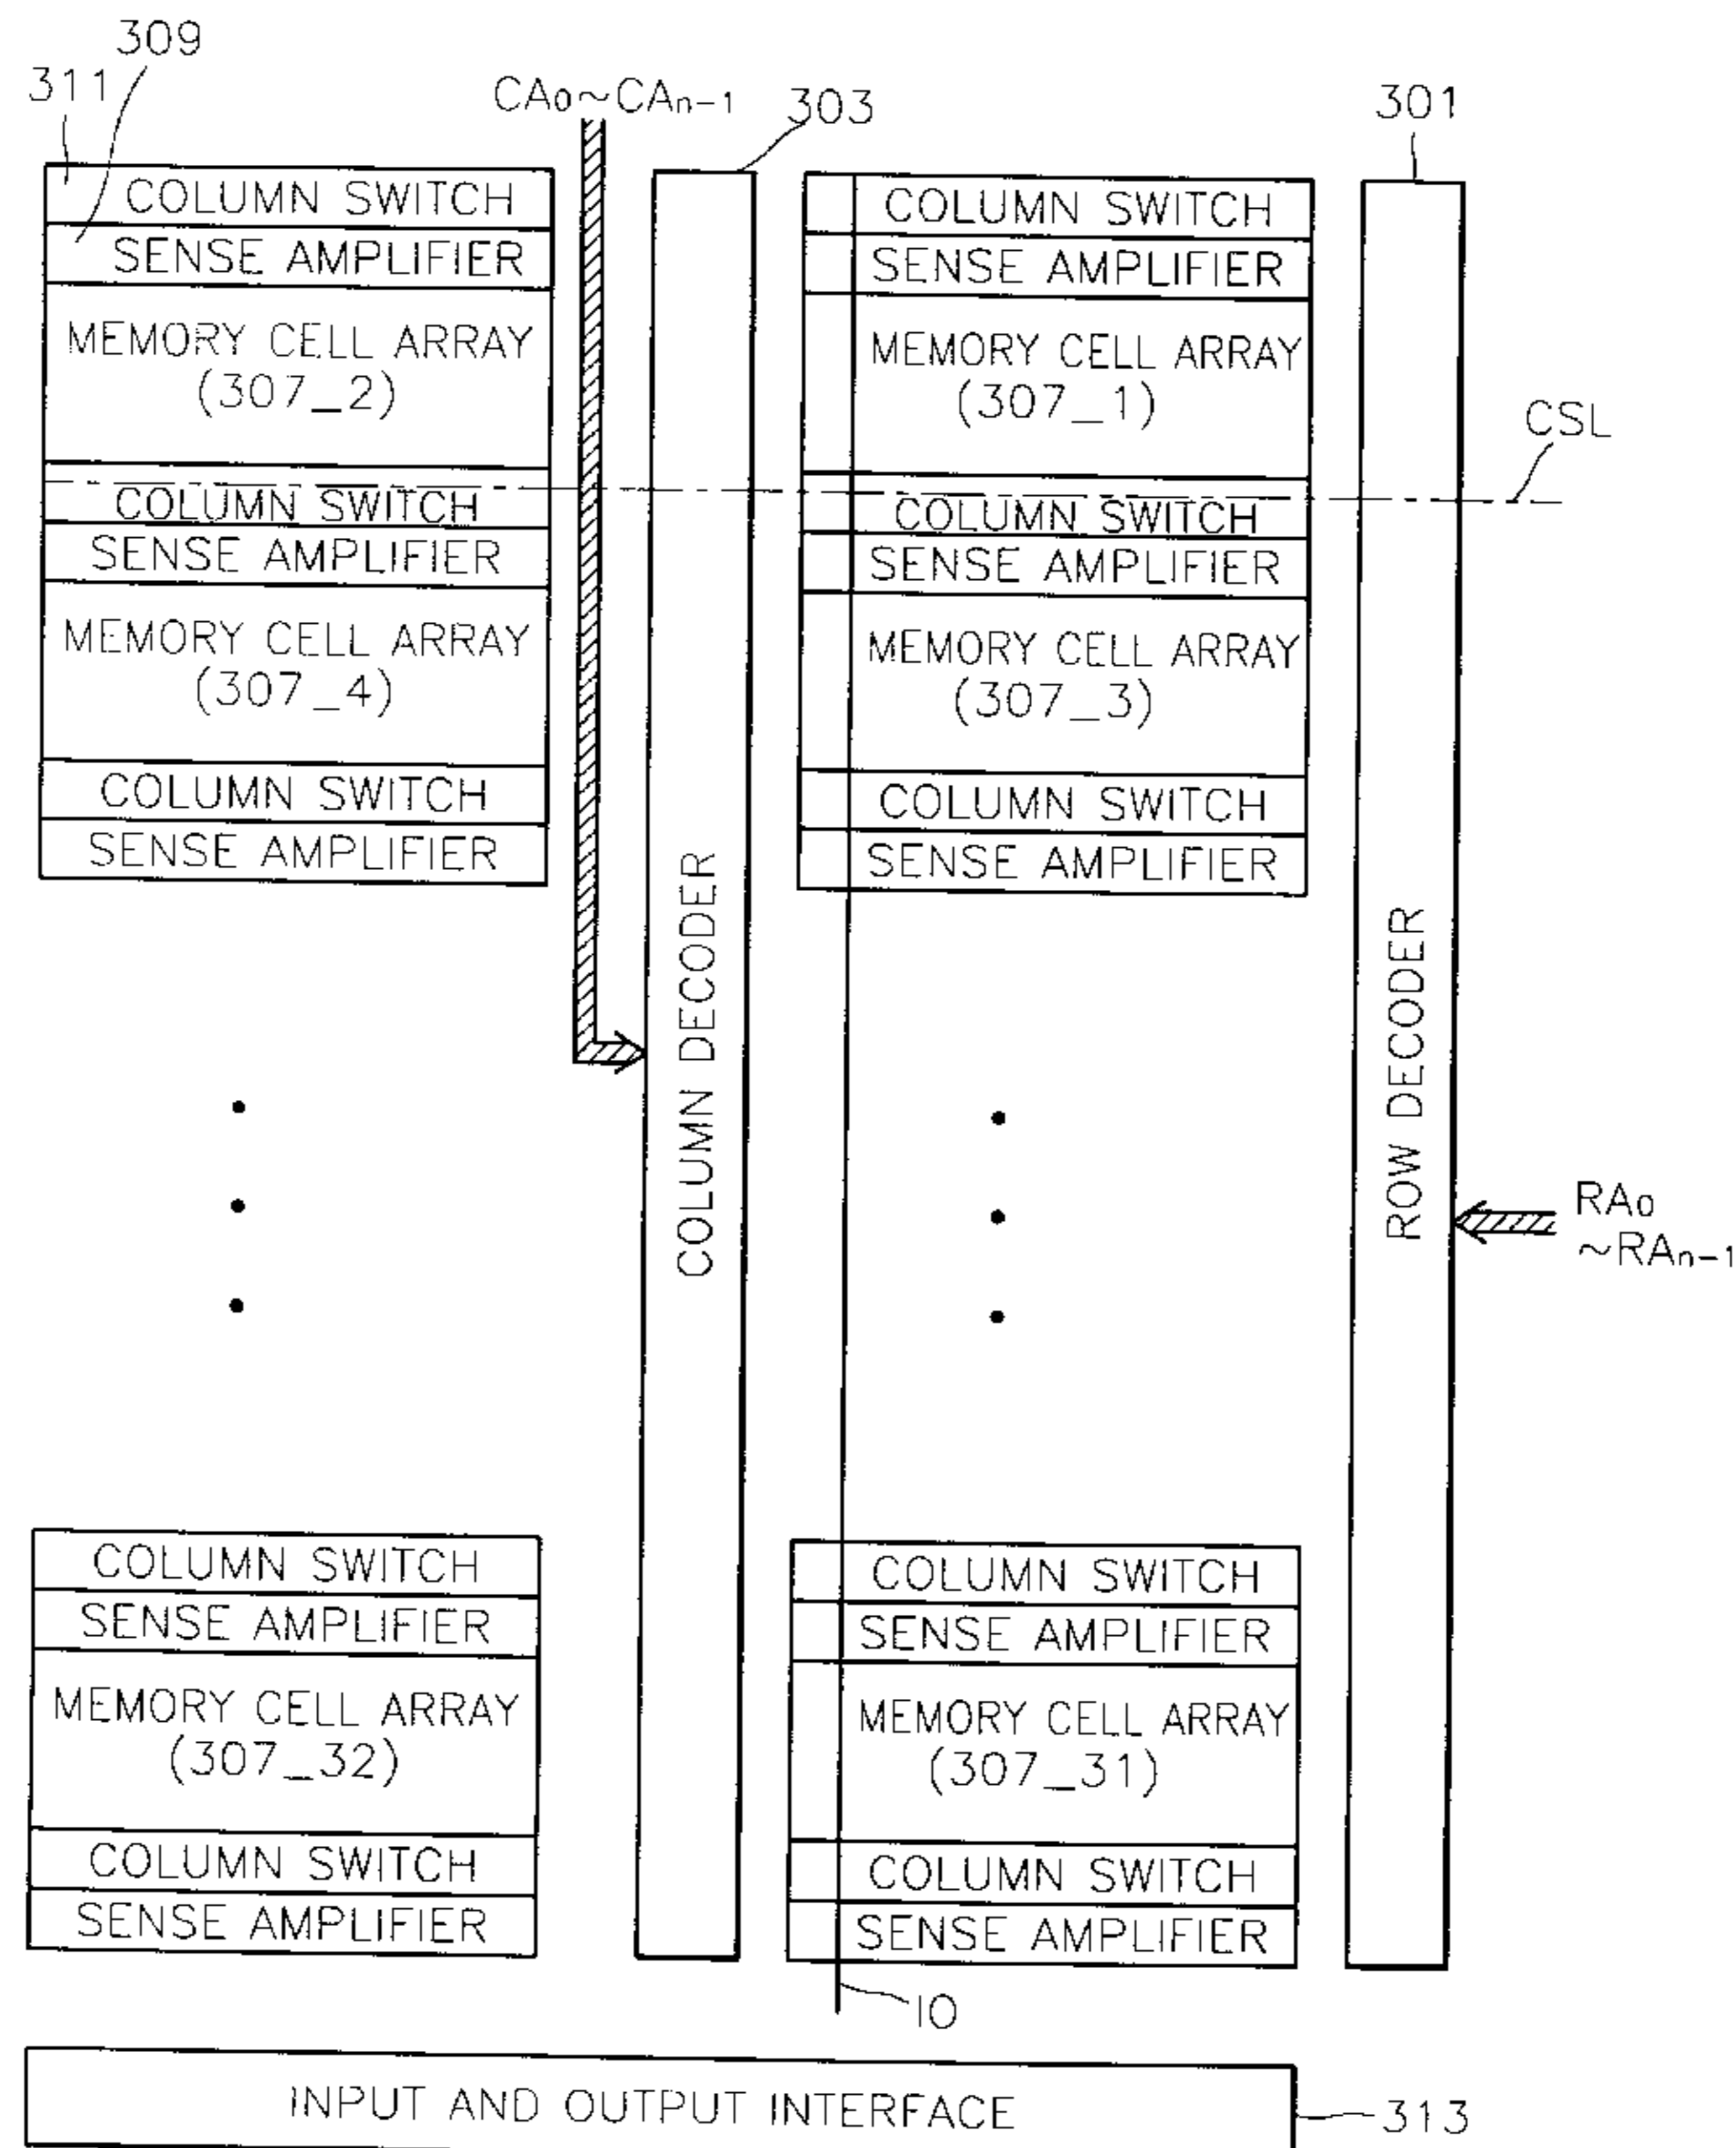 309
311
CA0~CAn-1
303
301
COLUMN SWITCH
SENSE AMPLIFIER
MEMORY CELL ARRAY
(307_2)
COLUMN SWITCH
SENSE AMPLIFIER
MEMORY CELL ARRAY
(307_4)
COLUMN SWITCH
SENSE AMPLIFIER
COLUMN SWITCH
SENSE AMPLIFIER
MEMORY CELL ARRAY
(307_32)
COLUMN SWITCH
SENSE AMPLIFIER
COLUMN DECODER
COLUMN SWITCH
SENSE AMPLIFIER
MEMORY CELL ARRAY
(307_1)
COLUMN SWITCH
SENSE AMPLIFIER
MEMORY CELL ARRAY
(307_3)
COLUMN SWITCH
SENSE AMPLIFIER
COLUMN SWITCH
SENSE AMPLIFIER
MEMORY CELL ARRAY
(307_31)
COLUMN SWITCH
SENSE AMPLIFIER
IO
ROW DECODER
CSL
RA0
~RAn-1
INPUT AND OUTPUT INTERFACE
313